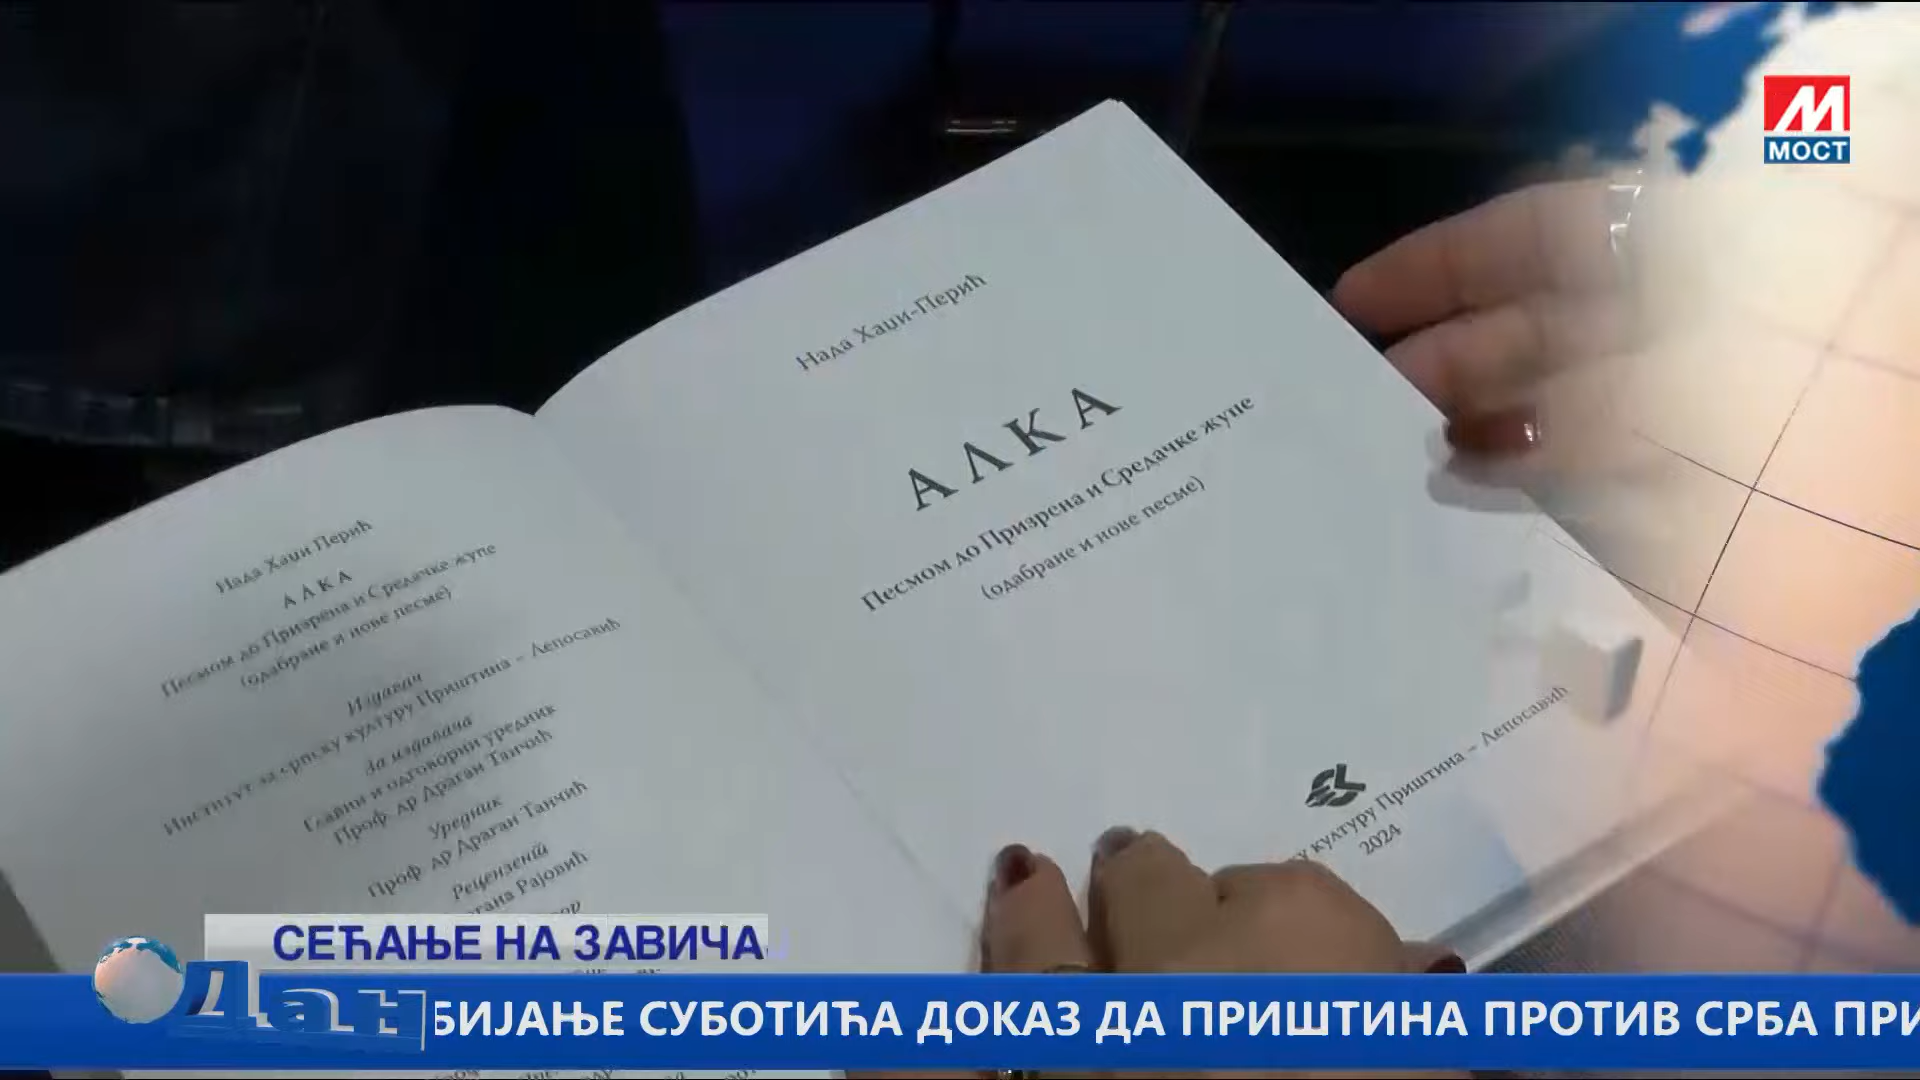 М
МОСТ
Нада Хаџи-Перић
АЛКА
Песмом до Призрена и Средачке жупе
(одабране и нове песме)
културу Приштина – Лепосавић
2024
Нада Хаџи Перић
АЛКА
Песмом до Призрена и Средачке жупе
(одабране и нове песме)
Издавач
Институт за српску културу Приштина – Лепосавић
За издавача
Главни и одговорни уредник
Проф. др Драган Танчић
Уредник
Проф. др Драган Танчић
Рецензент
Рајовић
СЕЋАЊЕ НА ЗАВИЧАЈ
Дан
БИЈАЊЕ СУБОТИЋА ДОКАЗ ДА ПРИШТИНА ПРОТИВ СРБА ПРИ